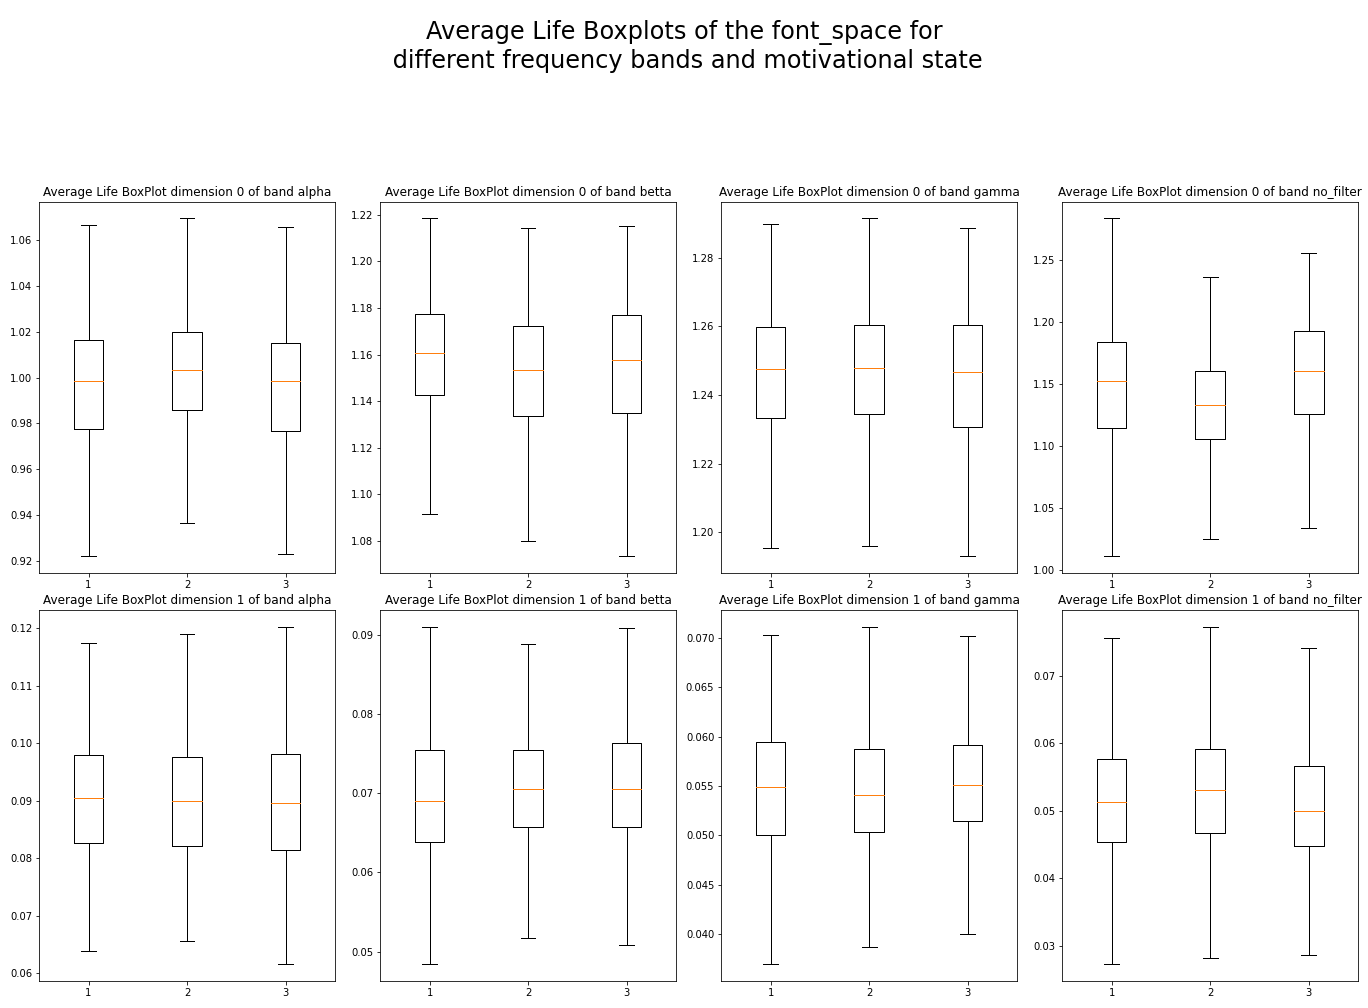 Average Life Boxplots of the font_space for
different frequency bands and motivational state
Average Life BoxPlot dimension 0 of band alpha
1.06
1.04
1.02
1.00
0.98
0.96
0.94
0.92
1 2 3
Average Life BoxPlot dimension 0 of band betta
1.22
1.20
1.18
1.16
1.14
1.12
1.10
1.08
1 2 3
Average Life BoxPlot dimension 0 of band gamma
1.28
1.26
1.24
1.22
1.20
1 2 3
Average Life BoxPlot dimension 0 of band no_filter
1.25
1.20
1.15
1.10
1.05
1.00
1 2 3
Average Life BoxPlot dimension 1 of band alpha
0.12
0.11
0.10
0.09
0.08
0.07
0.06
1 2 3
Average Life BoxPlot dimension 1 of band betta
0.09
0.08
0.07
0.06
0.05
1 2 3
Average Life BoxPlot dimension 1 of band gamma
0.070
0.065
0.060
0.055
0.050
0.045
0.040
1 2 3
Average Life BoxPlot dimension 1 of band no_filter
0.07
0.06
0.05
0.04
0.03
1 2 3